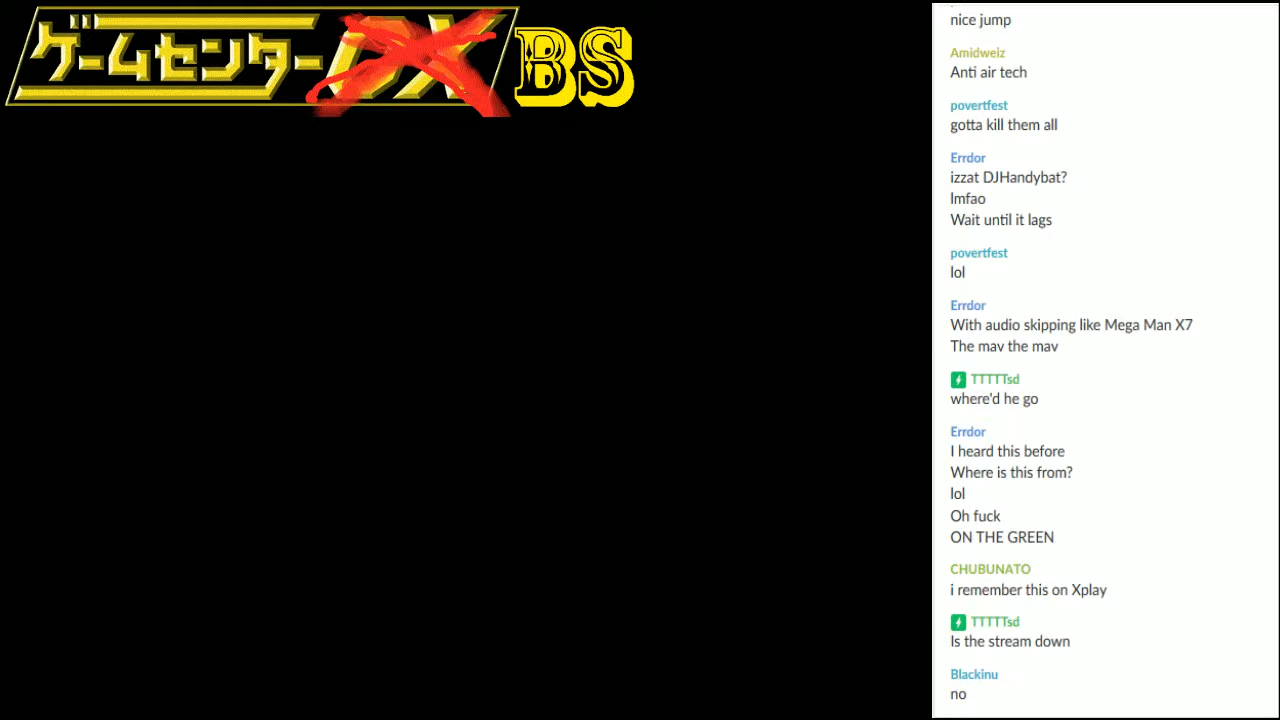 ゲームセンターCX BS
nice jump
Amidweiz
Anti air tech
povertfest
gotta kill them all
Errdor
izzat DJHandybat?
lmfao
Wait until it lags
povertfest
lol
Errdor
With audio skipping like Mega Man X7
The mav the mav
TTTTTsd
where'd he go
Errdor
I heard this before
Where is this from?
lol
Oh fuck
ON THE GREEN
CHUBUNATO
i remember this on Xplay
TTTTTsd
Is the stream down
Blackinu
no